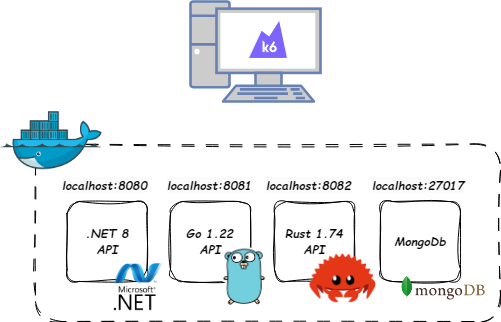 k6
localhost:8080
localhost:8081
localhost:8082
localhost:27017
.NET 8
API
Go 1.22
API
Rust 1.74
API
MongoDb
Microsoft
.NET
mongoDB